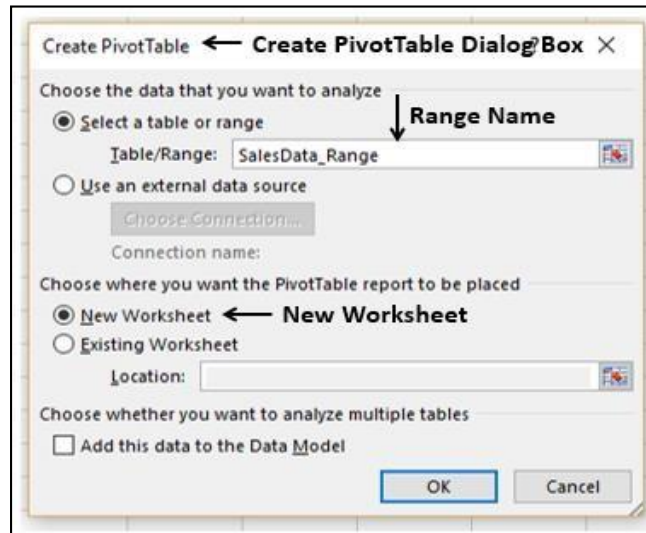 Create PivotTable ← Create PivotTable Dialog Box ? ×
Choose the data that you want to analyze
Select a table or range
Range Name
Table/Range: SalesData_Range
Use an external data source
Choose Connection...
Connection name:
Choose where you want the PivotTable report to be placed
New Worksheet ← New Worksheet
Existing Worksheet
Location:
Choose whether you want to analyze multiple tables
Add this data to the Data Model
OK Cancel